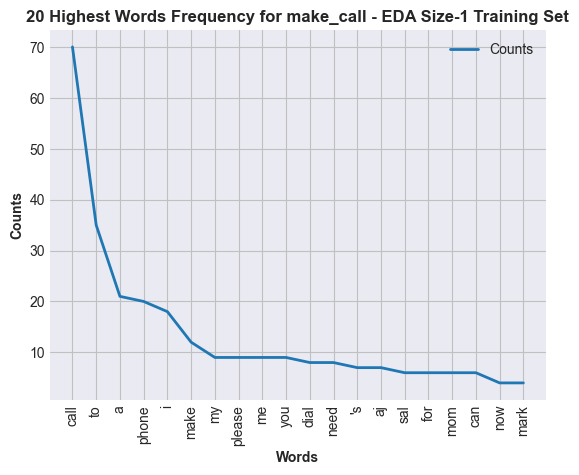 20 Highest Words Frequency for make_call - EDA Size-1 Training Set
Counts
70
60
50
40
30
20
10
Counts
call
to
a
phone
i
make
my
please
me
you
dial
need
's
aj
sal
for
mom
can
now
mark
Words